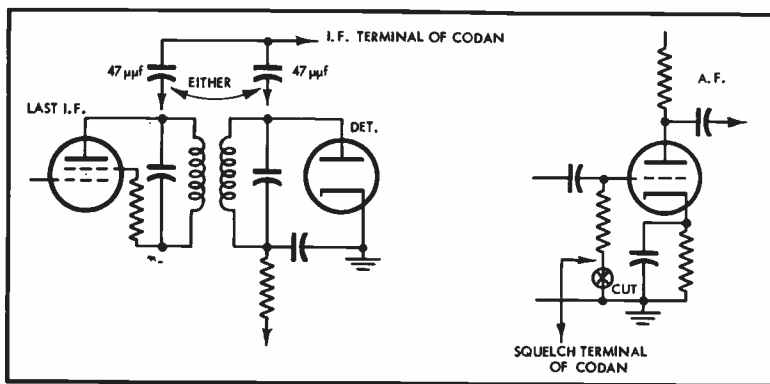 I.F. TERMINAL OF CODAN
47 μμf
EITHER
47 μμf
LAST I.F.
DET.
A.F.
CUT
SQUELCH TERMINAL
OF CODAN